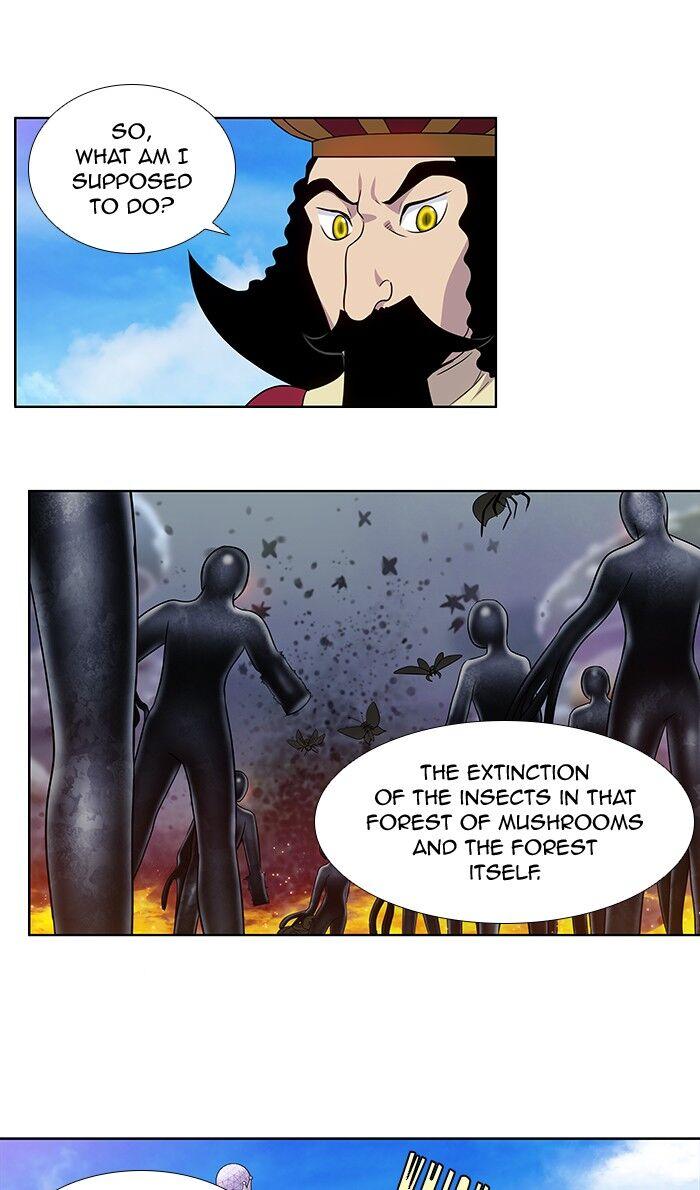 SO,
WHAT AM I
SUPPOSED
TO DO?
THE EXTINCTION
OF THE INSECTS IN THAT
FOREST OF MUSHROOMS
AND THE FOREST
ITSELF.